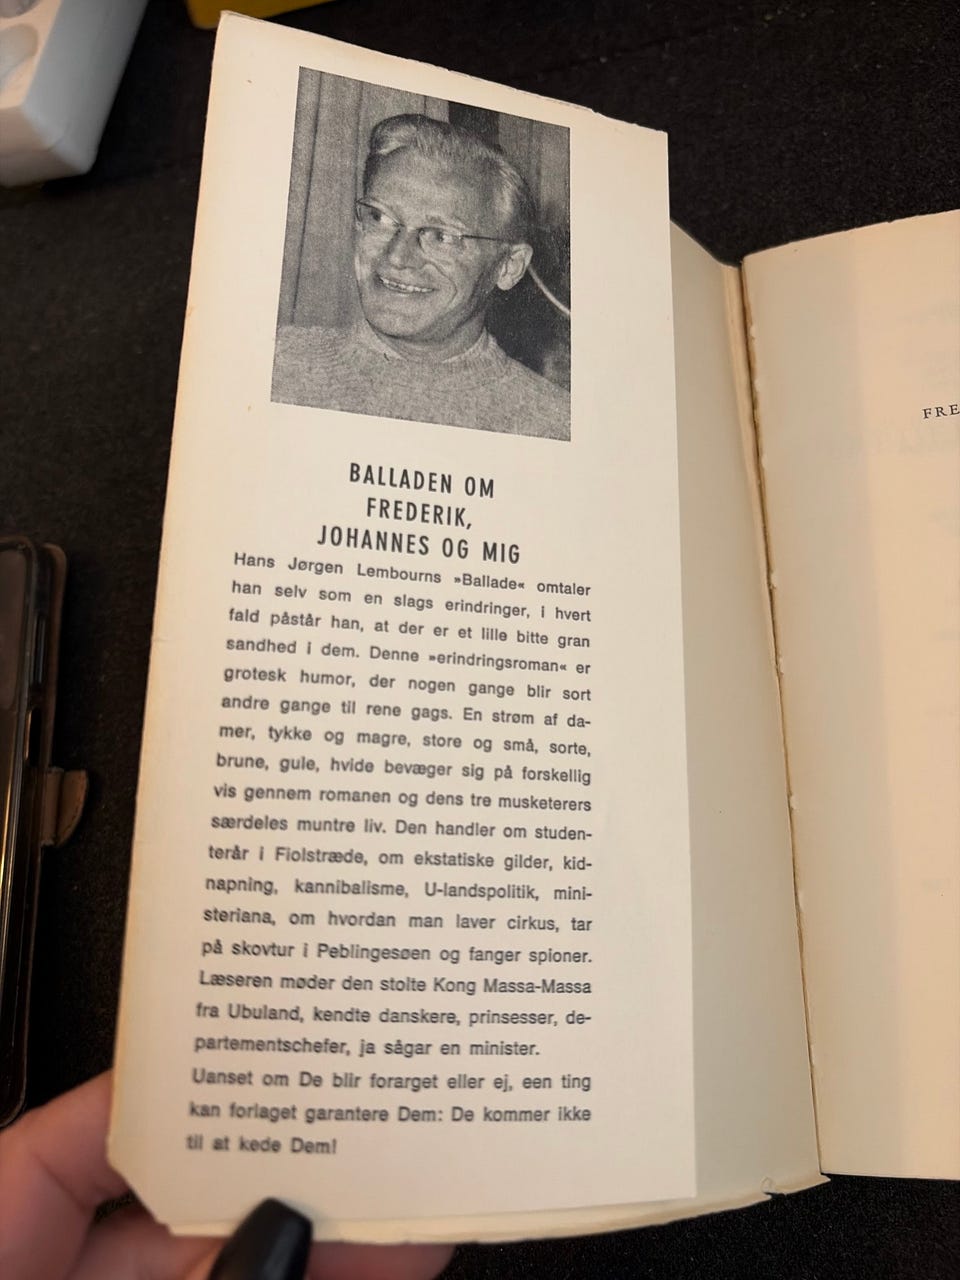 BALLADEN OM
FREDERIK,
JOHANNES OG MIG
Hans Jørgen Lembourns »Ballade« omtaler
han selv som en slags erindringer, i hvert
fald påstår han, at der er et lille bitte gran
sandhed i dem. Denne »erindringsroman« er
grotesk humor, der nogen gange blir sort
andre gange til rene gags. En strøm af da-
mer, tykke og magre, store og små, sorte,
brune, gule, hvide bevæger sig på forskellig
vis gennem romanen og dens tre musketerers
særdeles muntre liv. Den handler om studen-
terår i Fiolstræde, om ekstatiske gilder, kid-
napning, kannibalisme, U-landspolitik, mini-
steriana, om hvordan man laver cirkus, tar
på skovtur i Peblingesøen og fanger spioner.
Læseren møder den stolte Kong Massa-Massa
fra Ubuland, kendte danskere, prinsesser, de-
partementschefer, ja sågar en minister.
Uanset om De blir forarget eller ej, een ting
kan forlaget garantere Dem: De kommer ikke
til at kede Dem!
FRE